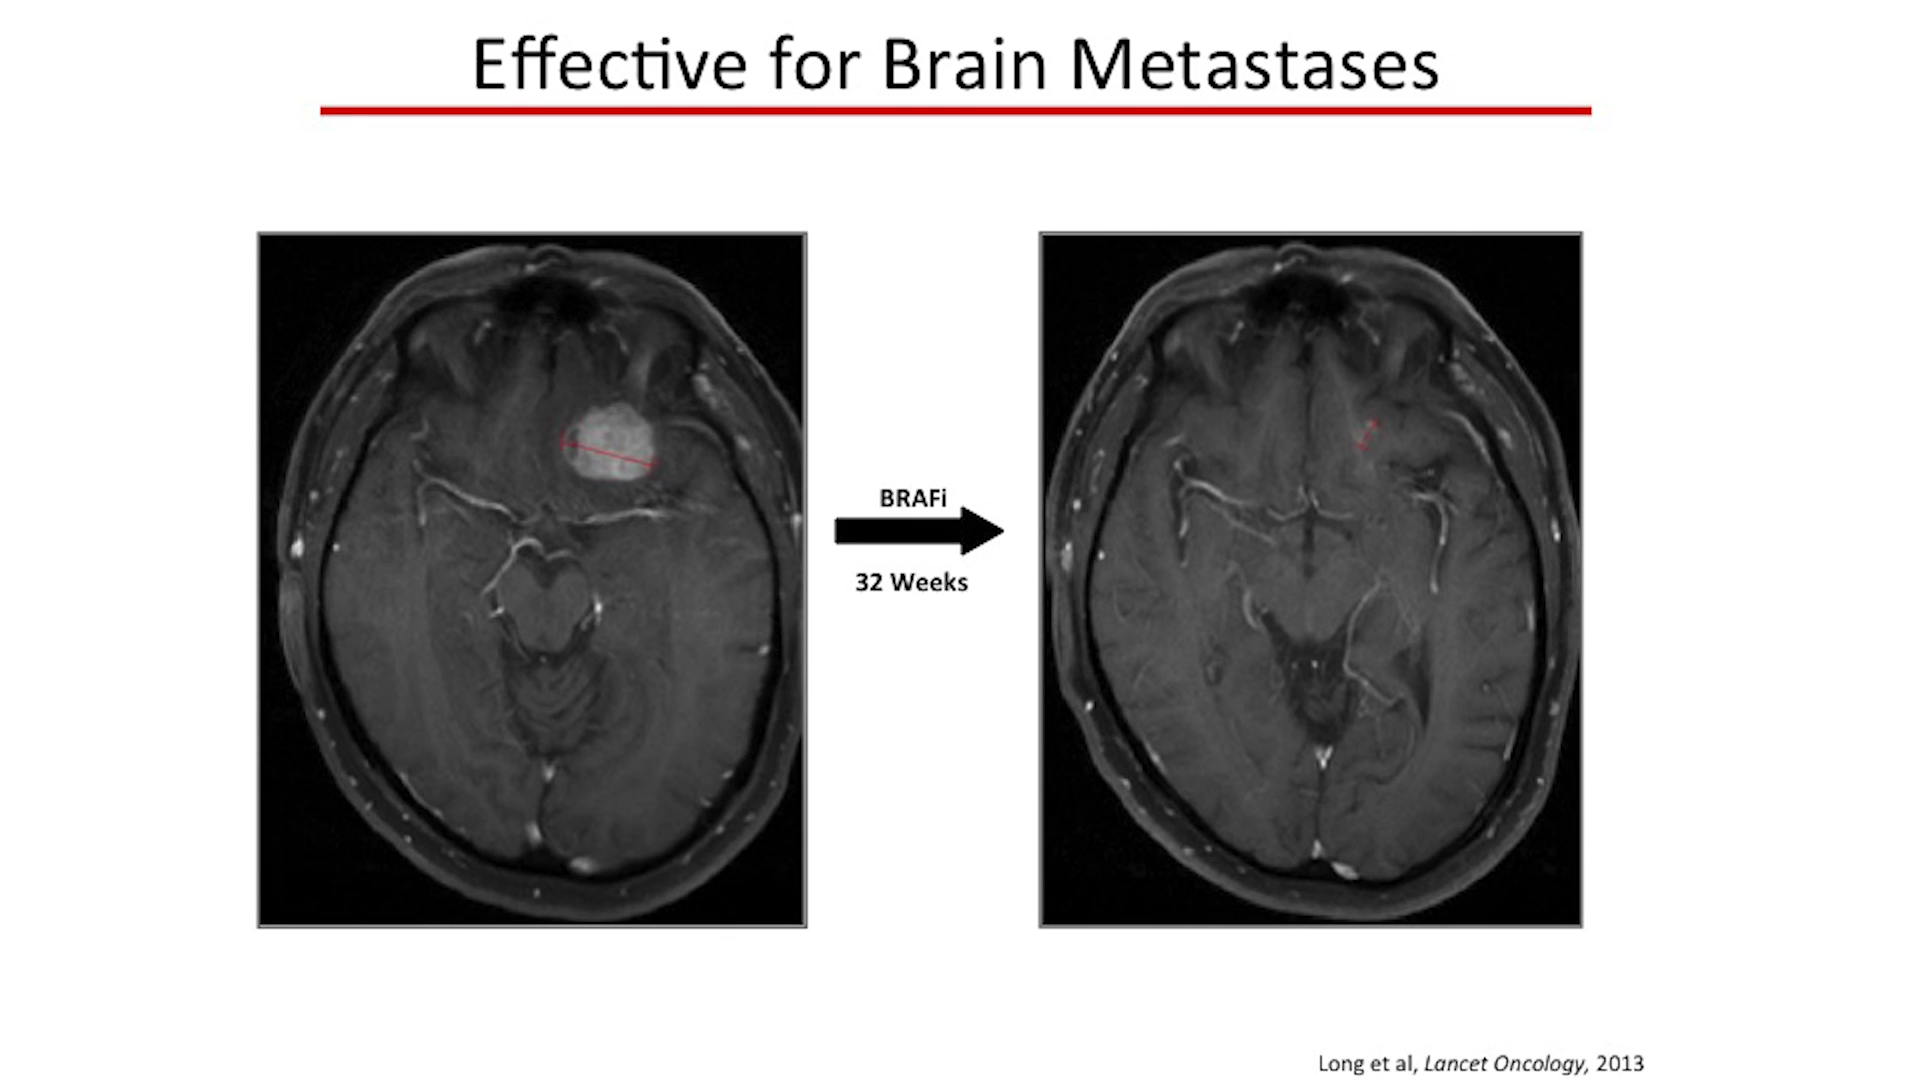 Effective for Brain Metastases
BRAFi
32 Weeks
Long et al, Lancet Oncology, 2013